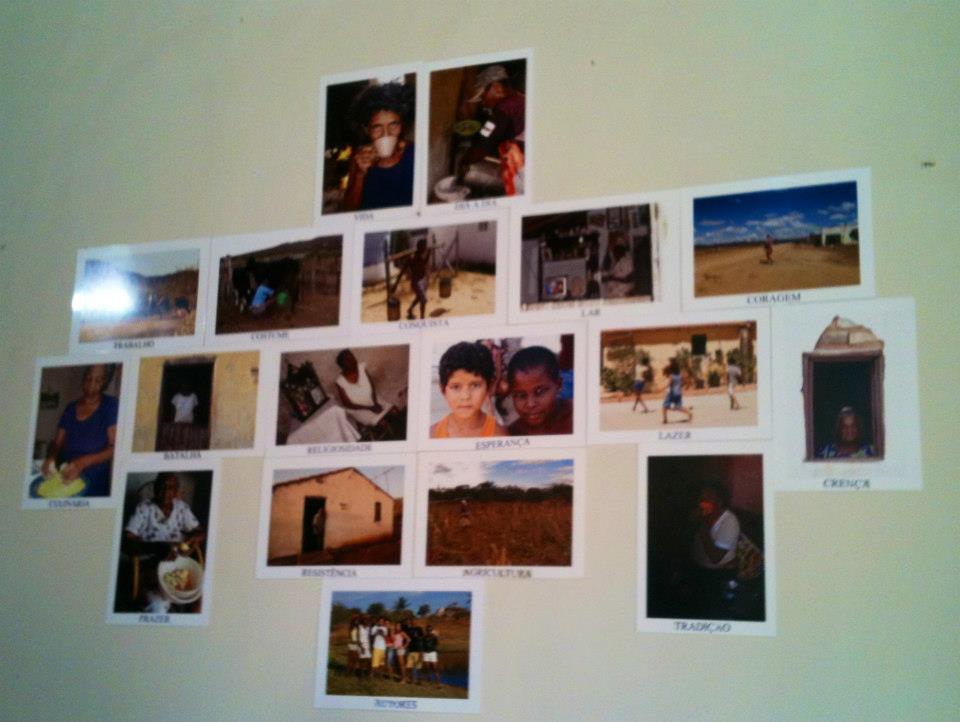 VIDA
DIA A DIA
TRABALHO
COSTUME
CONQUISTA
LAR
CORAGEM
CULINÁRIA
BATALHA
RELIGIOSIDADE
ESPERANÇA
LAZER
CRENÇA
PRAZER
RESISTÊNCIA
AGRICULTURA
TRADIÇÃO
AUTORES